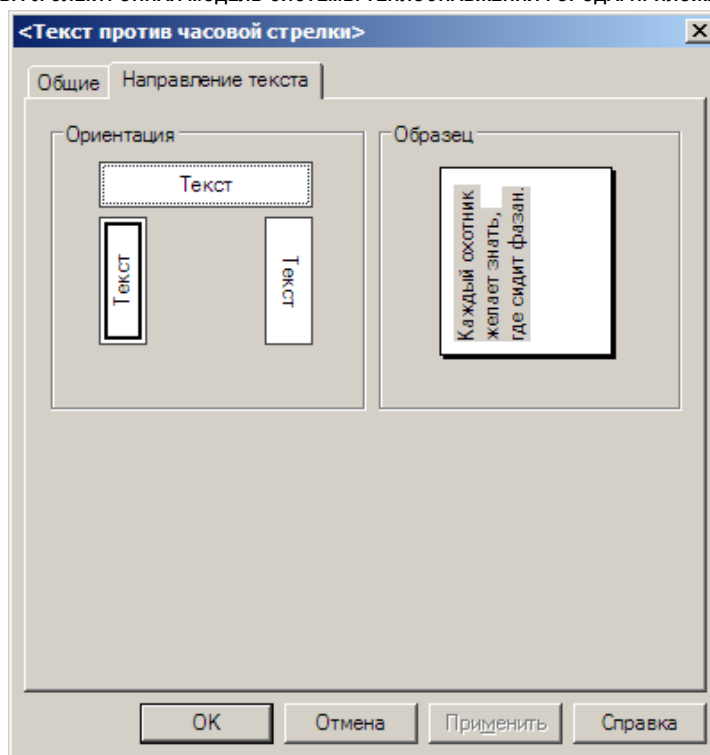 <Текст против часовой стрелки>
Общие
Направление текста
Ориентация
Образец
Текст
Текст
Текст
Каждый охотник
желает знать,
где сидит фазан.
OK
Отмена
Применить
Справка